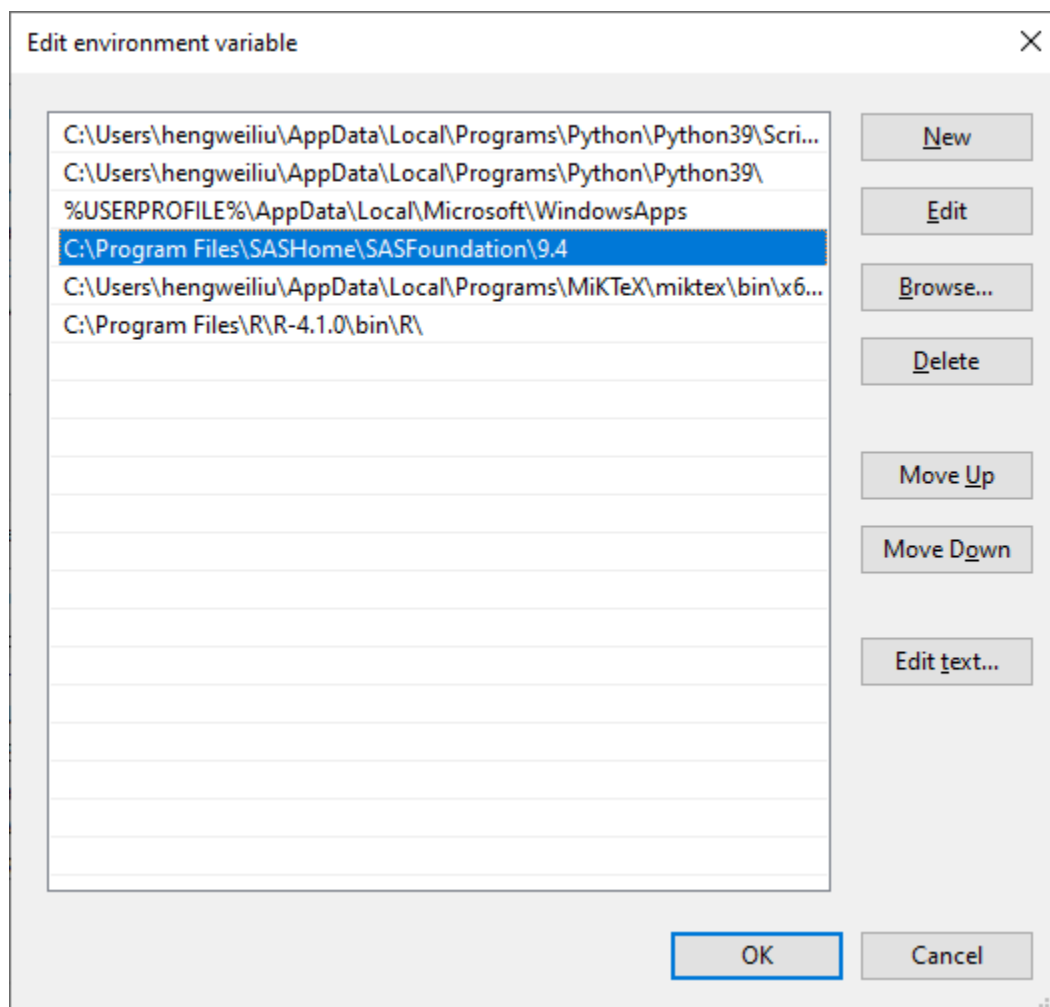 Edit environment variable
C:\Users\hengweiliu\AppData\Local\Programs\Python\Python39\Scri...
C:\Users\hengweiliu\AppData\Local\Programs\Python\Python39\
%USERPROFILE%\AppData\Local\Microsoft\WindowsApps
C:\Program Files\SASHome\SASFoundation\9.4
C:\Users\hengweiliu\AppData\Local\Programs\MiKTeX\miktex\bin\x6...
C:\Program Files\R\R-4.1.0\bin\R\
New
Edit
Browse...
Delete
Move Up
Move Down
Edit text...
OK
Cancel